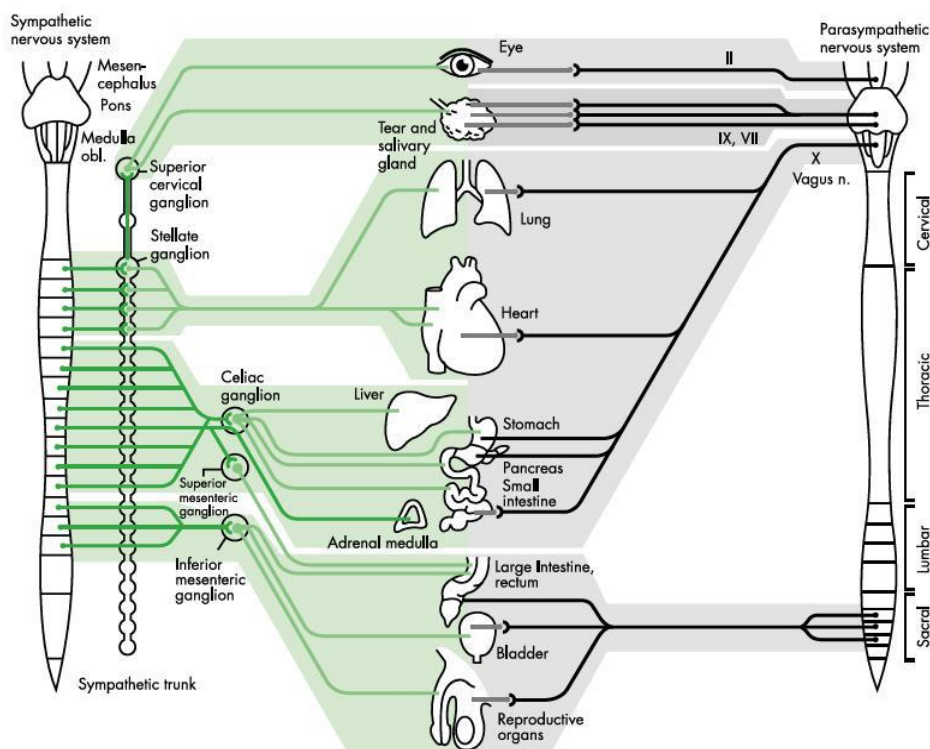 Sympathetic
nervous system
Mesen-
cephalus
Pons
Medulla
obl.
Superior
cervical
ganglion
Stellate
ganglion
Celiac
ganglion
Superior
mesenteric
ganglion
Inferior
mesenteric
ganglion
Sympathetic trunk
Eye
Tear and
salivary
gland
Lung
Heart
Liver
Stomach
Pancreas
Small
intestine
Adrenal medulla
Large Intestine,
rectum
Bladder
Reproductive
organs
Parasympathetic
nervous system
II
IX, VII
X
Vagus n.
Cervical
Thoracic
Lumbar
Sacral